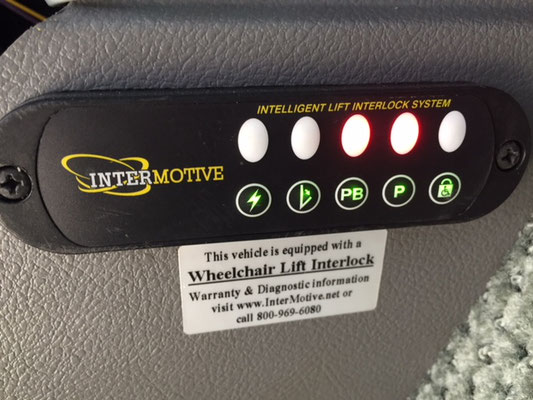 INTELLIGENT LIFT INTERLOCK SYSTEM
INTERMOTIVE
PB P
This vehicle is equipped with a
Wheelchair Lift Interlock
Warranty & Diagnostic information
visit www.InterMotive.net or
call 800-969-6080